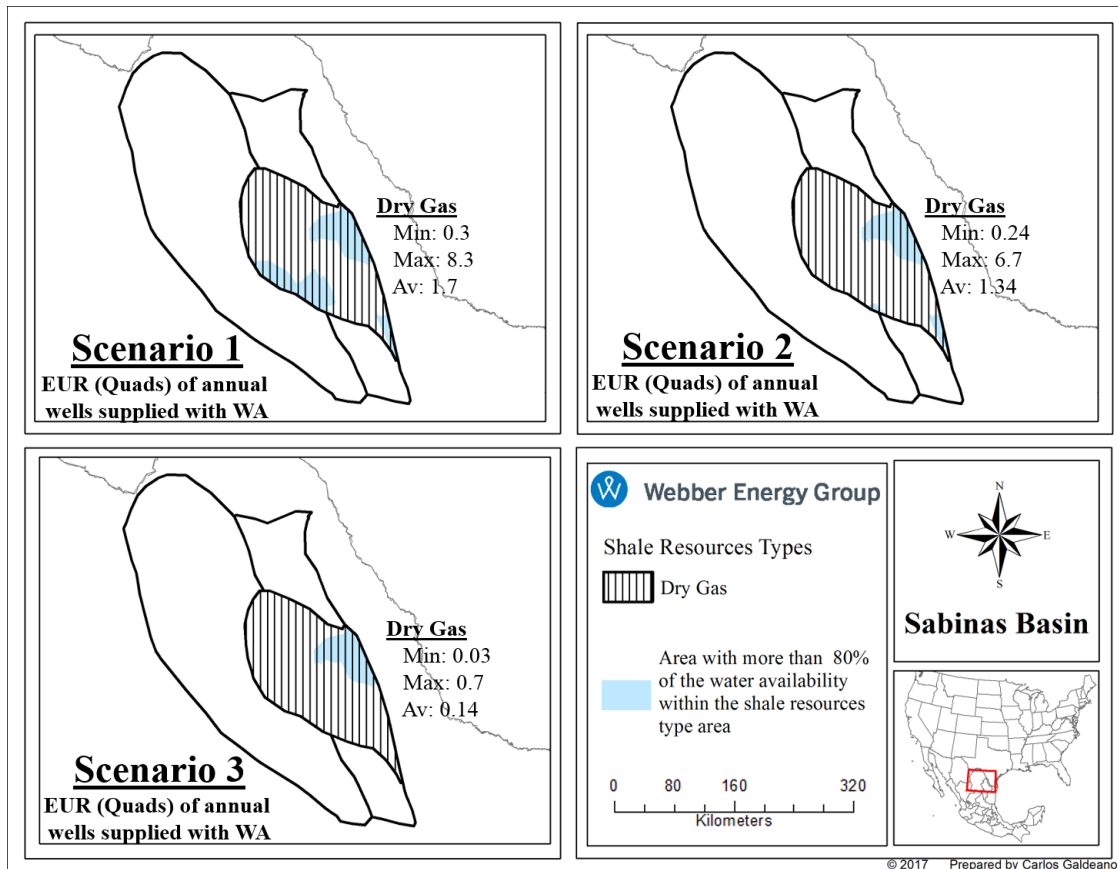 Dry Gas
Min: 0.3
Max: 8.3
Av: 1.7
Scenario 1
EUR (Quads) of annual
wells supplied with WA
Dry Gas
Min: 0.24
Max: 6.7
Av: 1.34
Scenario 2
EUR (Quads) of annual
wells supplied with WA
Dry Gas
Min: 0.03
Max: 0.7
Av: 0.14
Scenario 3
EUR (Quads) of annual
wells supplied with WA
W Webber Energy Group
Shale Resources Types
Dry Gas
Area with more than 80%
of the water availability
within the shale resources
type area
0 80 160 320
Kilometers
N
W E
S
Sabinas Basin
© 2017 Prepared by Carlos Galdeano